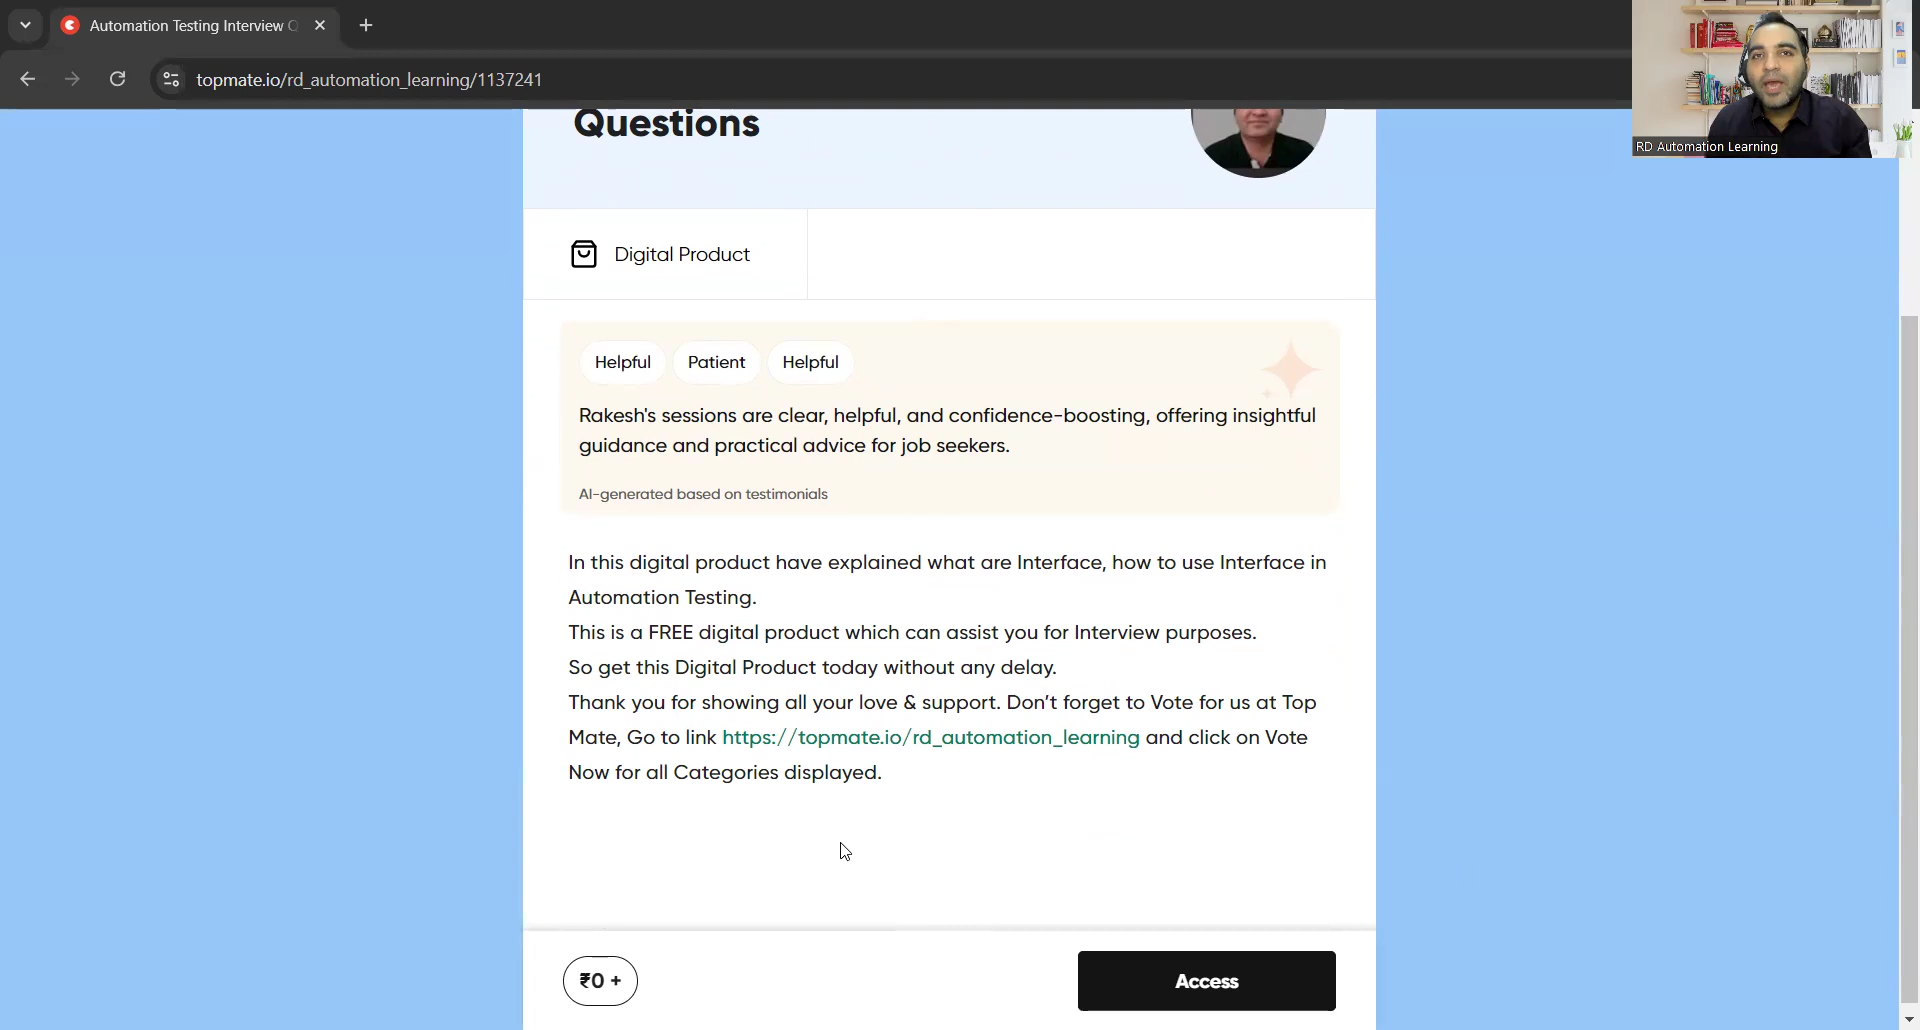 Automation Testing Interview Q
topmate.io/rd_automation_learning/1137241
RD Automation Learning
Questions
Digital Product
Helpful
Patient
Helpful
Rakesh's sessions are clear, helpful, and confidence-boosting, offering insightful
guidance and practical advice for job seekers.
AI-generated based on testimonials
In this digital product have explained what are Interface, how to use Interface in
Automation Testing.
This is a FREE digital product which can assist you for Interview purposes.
So get this Digital Product today without any delay.
Thank you for showing all your love & support. Don’t forget to Vote for us at Top
Mate, Go to link https://topmate.io/rd_automation_learning and click on Vote
Now for all Categories displayed.
₹0 +
Access